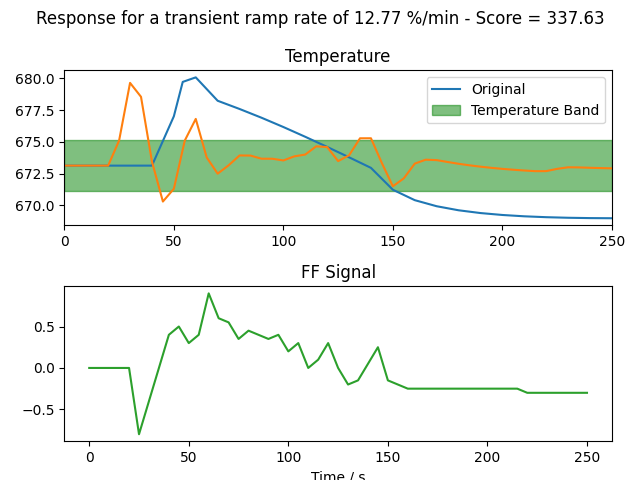 Response for a transient ramp rate of 12.77 %/min - Score = 337.63
Temperature
680.0
677.5
675.0
672.5
670.0
Original
Temperature Band
0 50 100 150 200 250
FF Signal
0.5
0.0
−0.5
0 50 100 150 200 250
Time / s